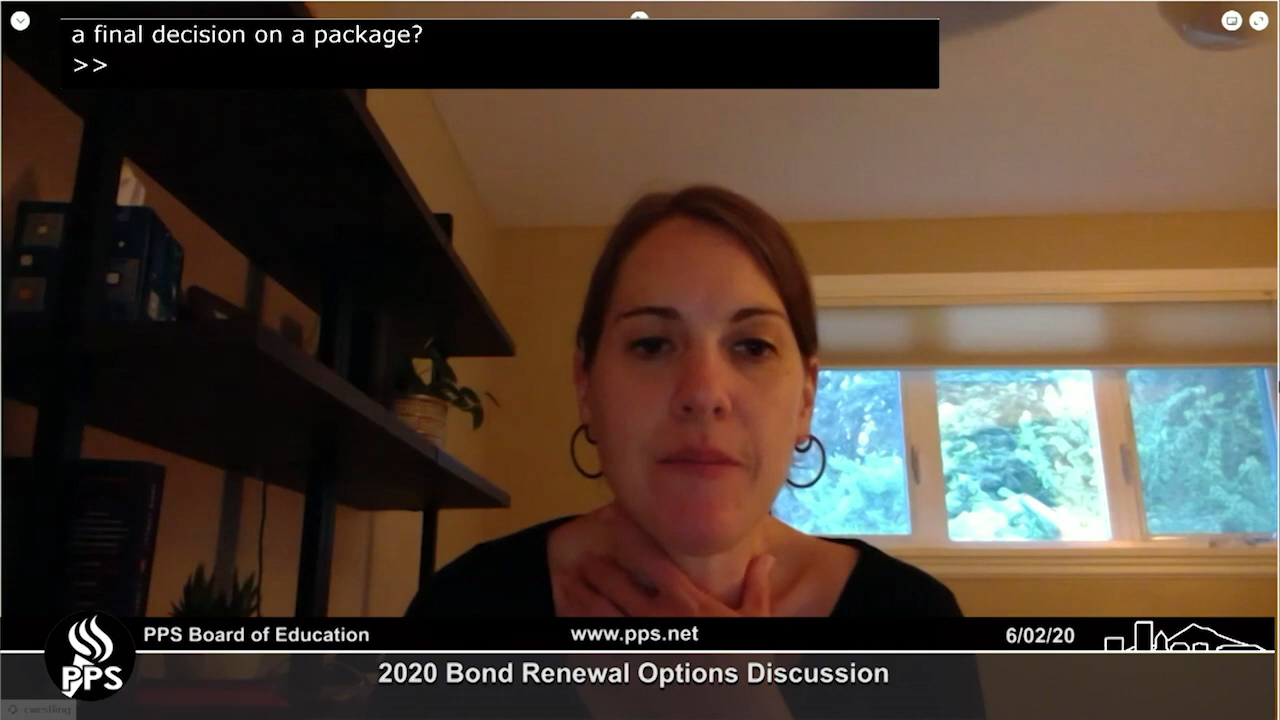 a final decision on a package?
>>
PPS Board of Education
www.pps.net
6/02/20
PPS
2020 Bond Renewal Options Discussion